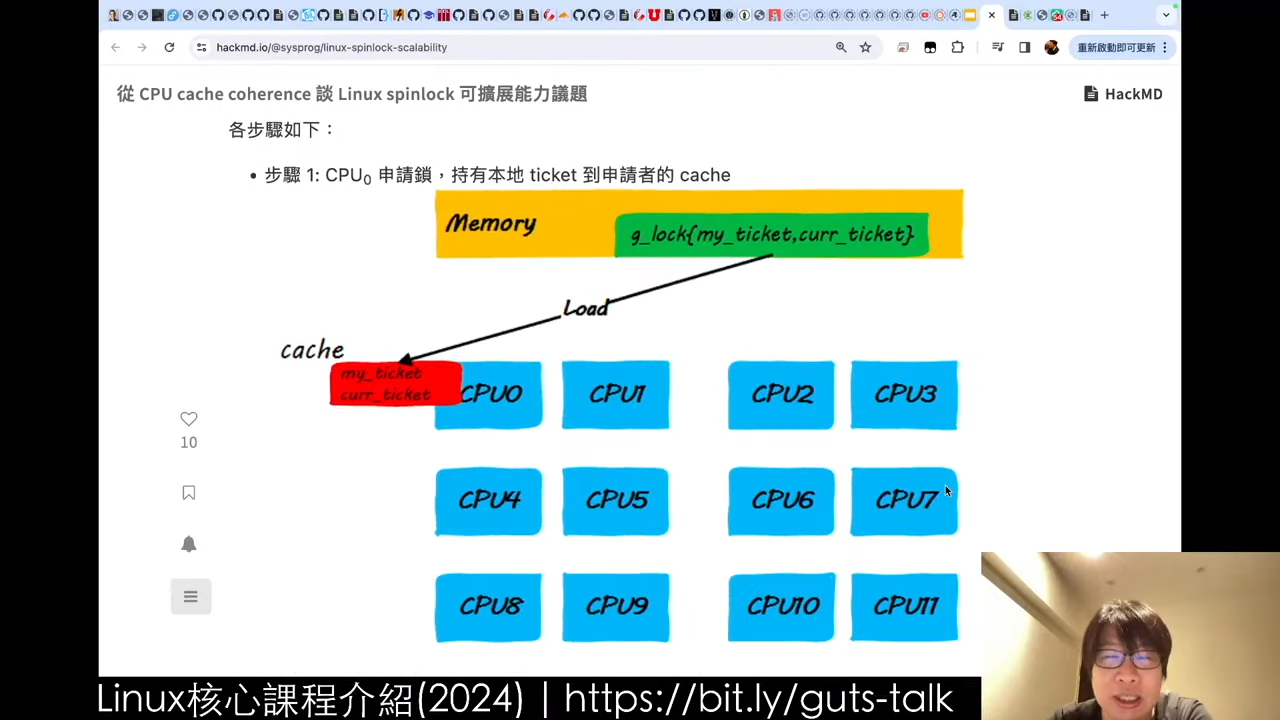 hackmd.io/@sysprog/linux-spinlock-scalability
重新啟動即可更新
從 CPU cache coherence 談 Linux spinlock 可擴展能力議題
HackMD
各步驟如下：
• 步驟 1: CPU0 申請鎖，持有本地 ticket 到申請者的 cache
Memory
g_lock{my_ticket,curr_ticket}
Load
cache
my_ticket
curr_ticket
CPU0
CPU1
CPU2
CPU3
10
CPU4
CPU5
CPU6
CPU7
CPU8
CPU9
CPU10
CPU11
Linux核心課程介紹(2024) | https://bit.ly/guts-talk